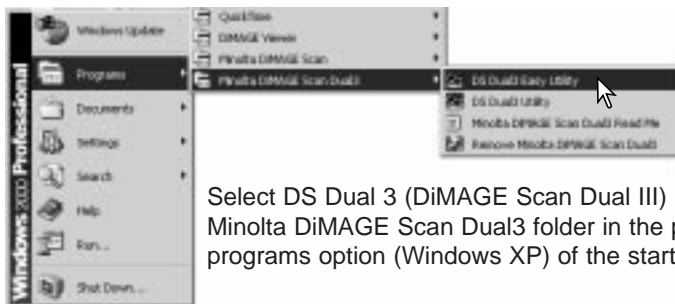 Windows 2000 Professional
Windows Update
Programs
Documents
Settings
Search
Help
Run...
Shut Down...
QuickTime
DiMAGE Viewer
Minolta DiMAGE Scan
Minolta DiMAGE Scan Dual3
DS Dual3 Easy Utility
DS Dual3 Utility
Minolta DiMAGE Scan Dual3 Read Me
Remove Minolta DiMAGE Scan Dual3
Select DS Dual 3 (DiMAGE Scan Dual III)
Minolta DiMAGE Scan Dual3 folder in the
programs option (Windows XP) of the start